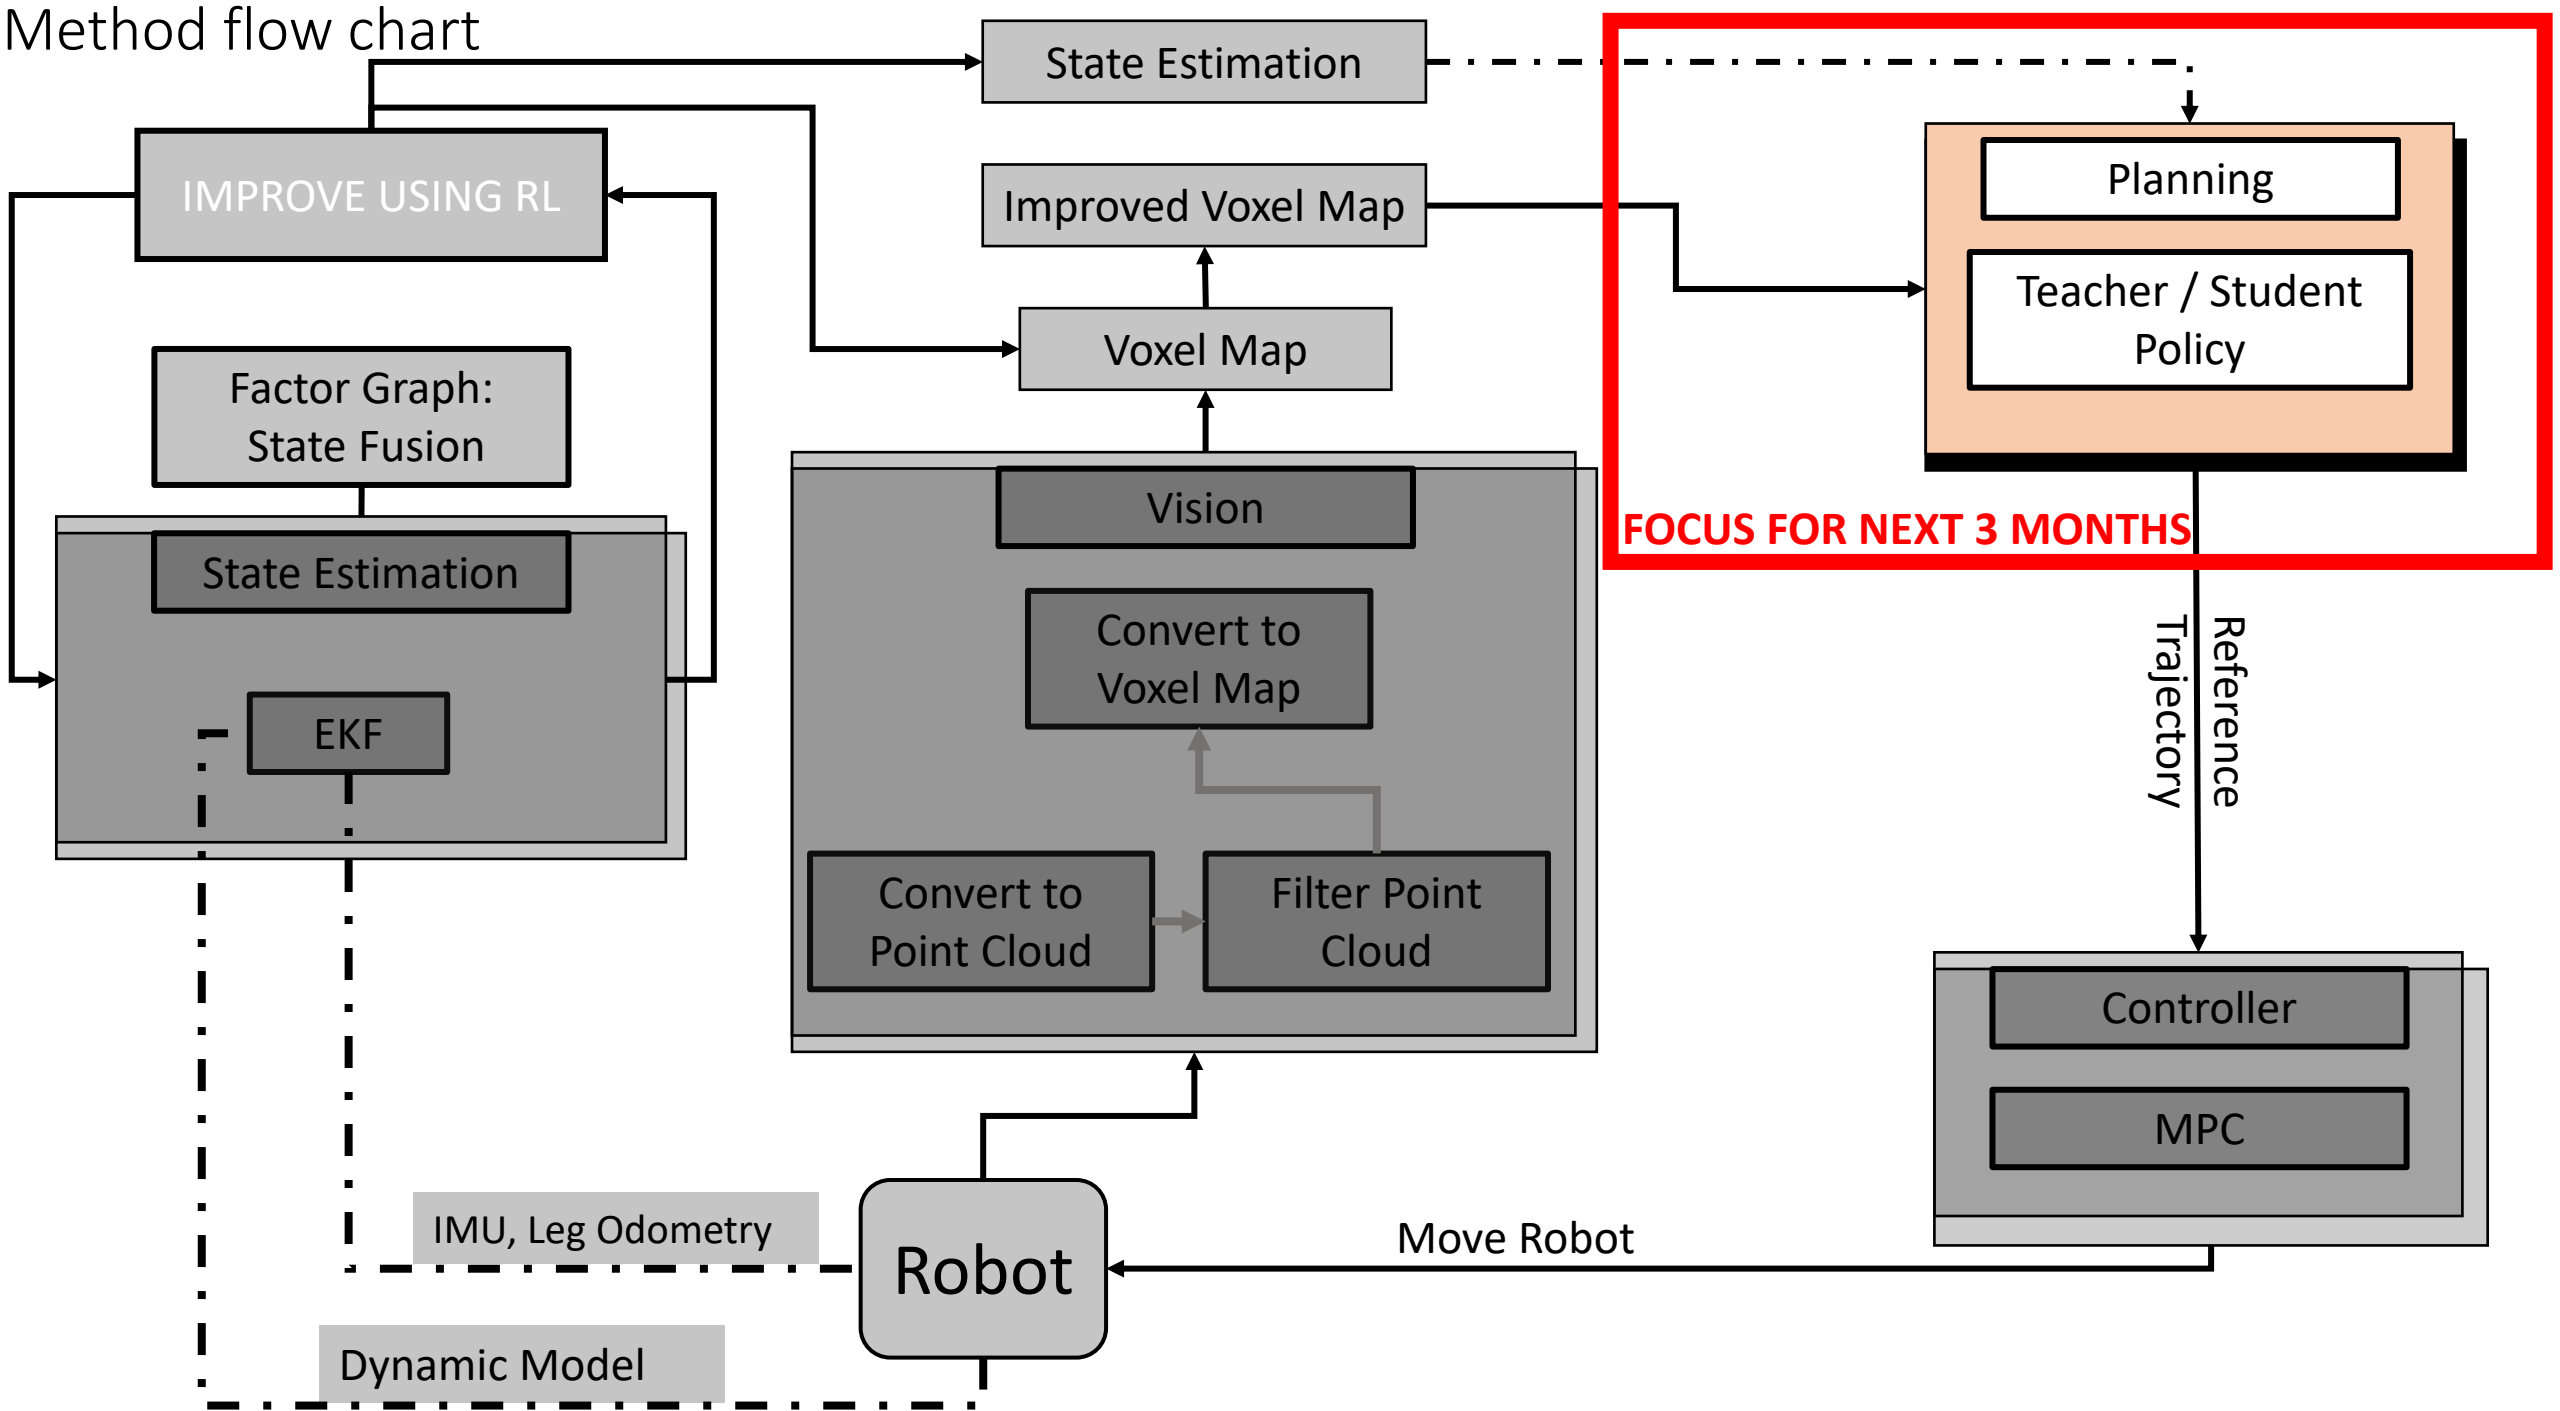 Method flow chart
State Estimation
IMPROVE USING RL
Improved Voxel Map
Planning
Teacher / Student
Policy
Voxel Map
Factor Graph:
State Fusion
FOCUS FOR NEXT 3 MONTHS
Vision
State Estimation
Convert to
Voxel Map
EKF
Reference
Trajectory
Convert to
Point Cloud
Filter Point
Cloud
Controller
MPC
IMU, Leg Odometry
Robot
Move Robot
Dynamic Model